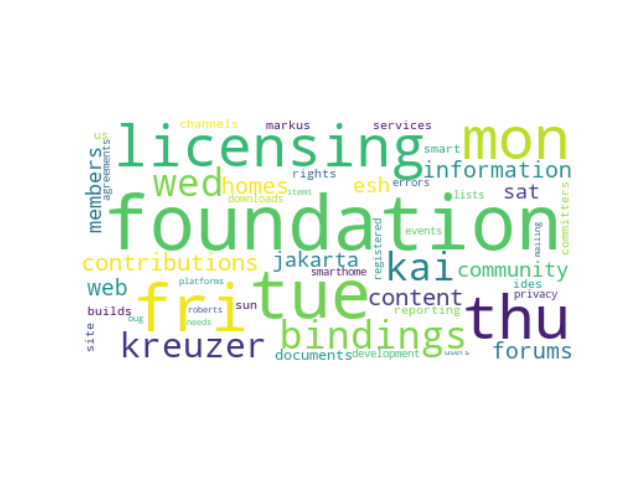 channels markus services
us licensing mon
agreements smart
members wed homes rights esh errors information sat
downloads items lists committers
foundation
registered events mailing
contributions jakarta kai community
smarthome
web fri platforms tue content ides privacy
builds roberts sun reporting thu
bug needs
site kreuzer bindings forums
documents development users